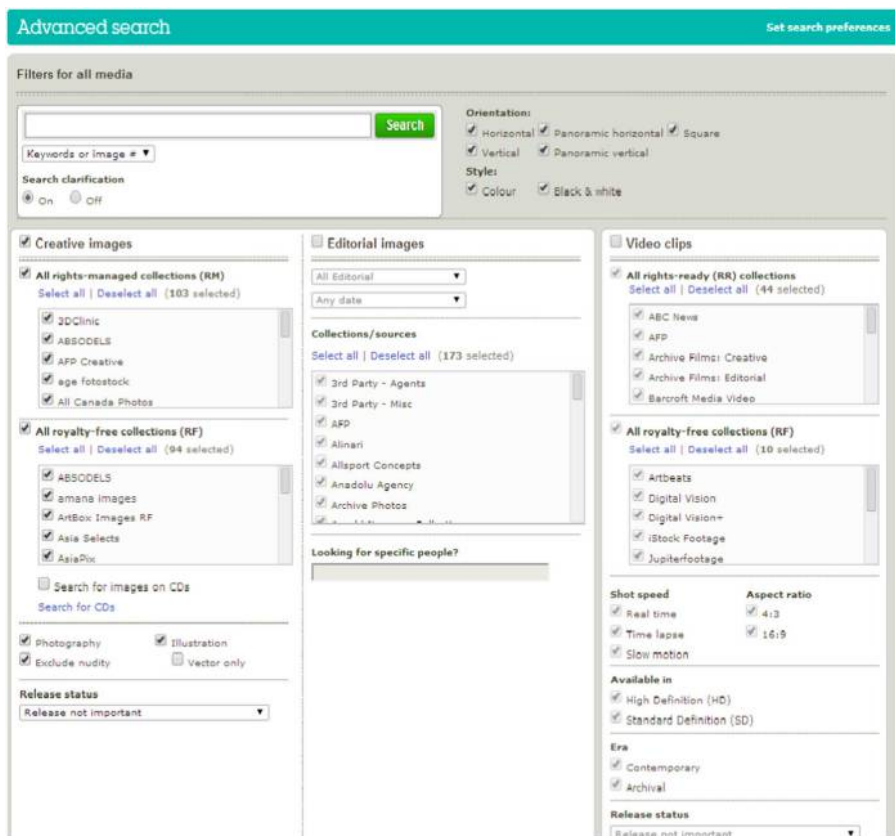 Advanced search
Set search preferences
Filters for all media
Search
Keywords or image #
Search clarification
On Off
Orientation:
Horizontal Panoramic horizontal Square
Vertical Panoramic vertical
Style:
Colour Black & white
Creative images
All rights-managed collections (RM)
Select all | Deselect all (103 selected)
3DClinic
ABSODELS
AFP Creative
age fotostock
All Canada Photos
All royalty-free collections (RF)
Select all | Deselect all (94 selected)
ABSODELS
amana images
ArtBox Images RF
Asia Selects
AsiaPix
Search for images on CDs
Search for CDs
Photography Illustration
Exclude nudity Vector only
Release status
Release not important
Editorial images
All Editorial
Any date
Collections/sources
Select all | Deselect all (173 selected)
3rd Party - Agents
3rd Party - Misc
AFP
Alinari
Allsport Concepts
Anadolu Agency
Archive Photos
Looking for specific people?
Video clips
All rights-ready (RR) collections
Select all | Deselect all (44 selected)
ABC News
AFP
Archive Films: Creative
Archive Films: Editorial
Barcroft Media Video
All royalty-free collections (RF)
Select all | Deselect all (10 selected)
Artbeats
Digital Vision
Digital Vision+
iStock Footage
Jupiterfootage
Shot speed Aspect ratio
Real time 4:3
Time lapse 16:9
Slow motion
Available in
High Definition (HD)
Standard Definition (SD)
Era
Contemporary
Archival
Release status
Release not important